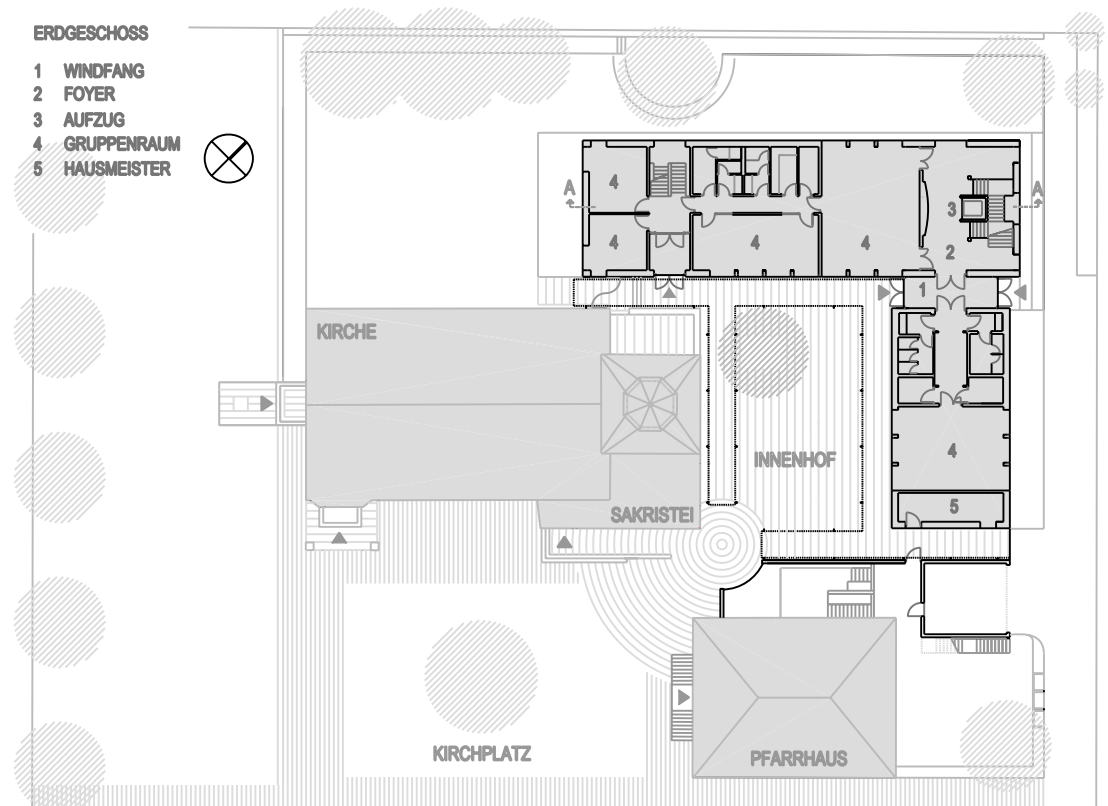 ERDGESCHOSS
1 WINDFANG
2 FOYER
3 AUFZUG
4 GRUPPENRAUM
5 HAUSMEISTER
4
A
3
A
4
4
4
2
1
KIRCHE
INNENHOF
4
5
SAKRISTEI
KIRCHPLATZ
PFARRHAUS